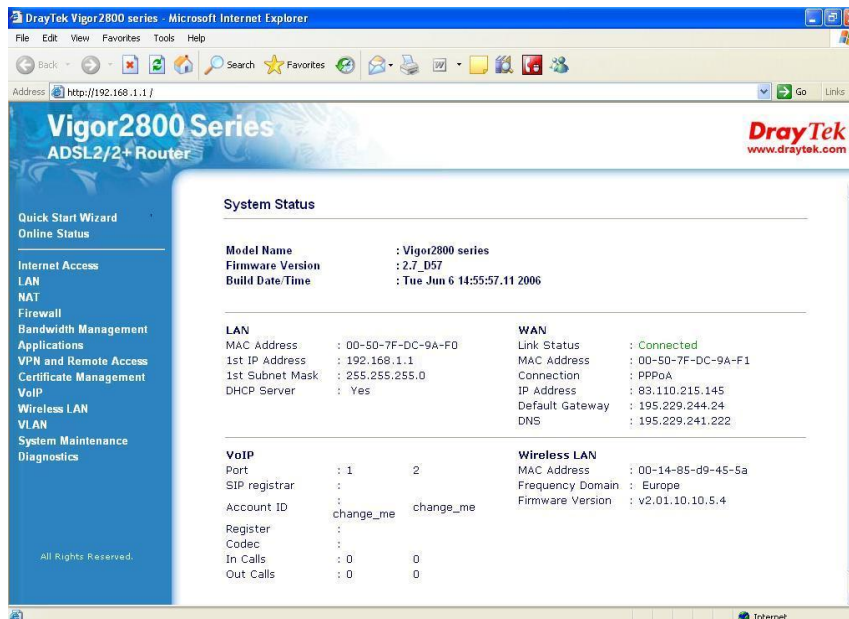 DrayTek Vigor2800 series - Microsoft Internet Explorer
File Edit View Favorites Tools Help
Back Search Favorites
Address http://192.168.1.1/ Go Links
Vigor2800 Series
ADSL2/2+ Router
DrayTek
www.draytek.com
Quick Start Wizard
Online Status
Internet Access
LAN
NAT
Firewall
Bandwidth Management
Applications
VPN and Remote Access
Certificate Management
VoIP
Wireless LAN
VLAN
System Maintenance
Diagnostics
All Rights Reserved.
System Status
Model Name : Vigor2800 series
Firmware Version : 2.7_D57
Build Date/Time : Tue Jun 6 14:55:57.11 2006
LAN
MAC Address : 00-50-7F-DC-9A-F0
1st IP Address : 192.168.1.1
1st Subnet Mask : 255.255.255.0
DHCP Server : Yes
WAN
Link Status : Connected
MAC Address : 00-50-7F-DC-9A-F1
Connection : PPPoA
IP Address : 83.110.215.145
Default Gateway : 195.229.244.24
DNS : 195.229.241.222
VoIP
Port : 1 2
SIP registrar :
Account ID : change_me change_me
Register :
Codec :
In Calls : 0 0
Out Calls : 0 0
Wireless LAN
MAC Address : 00-14-85-d9-45-5a
Frequency Domain : Europe
Firmware Version : v2.01.10.10.5.4
Internet